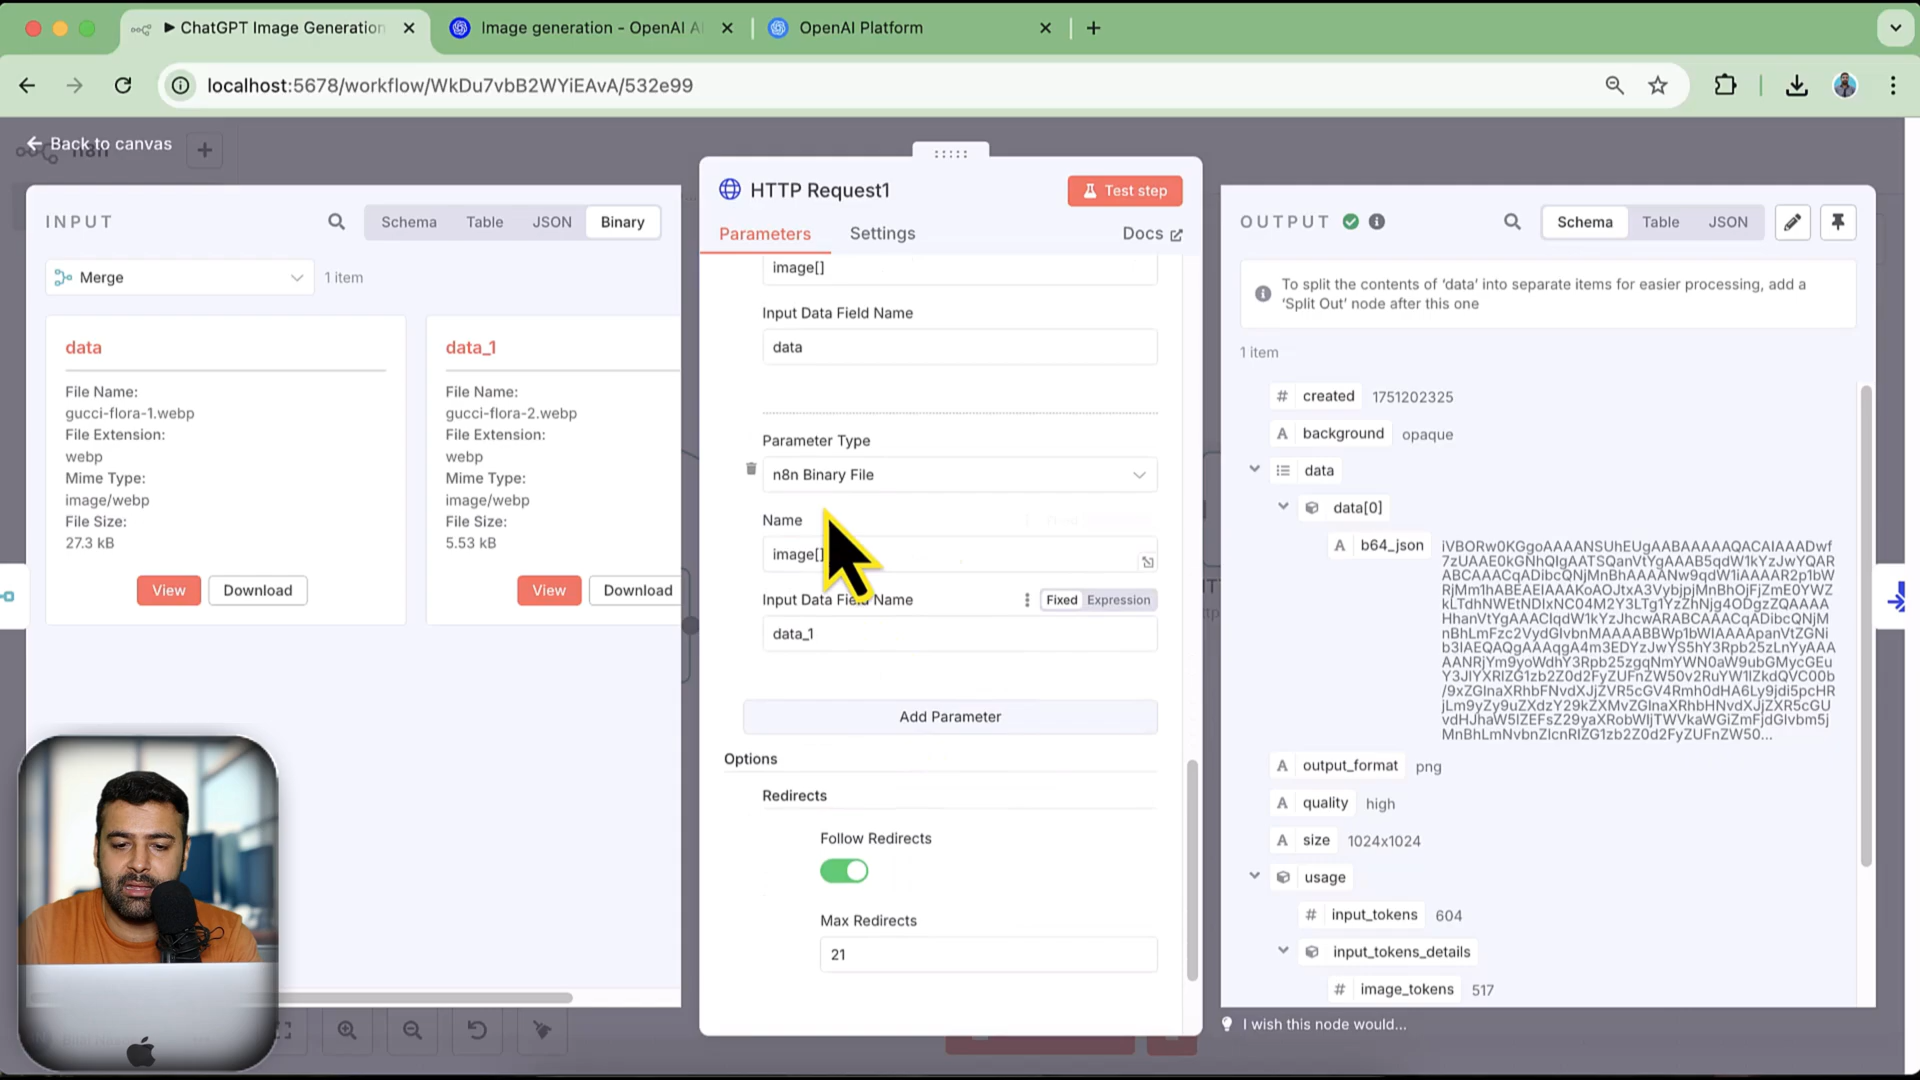 ▶ ChatGPT Image Generation
Image generation - OpenAI A
OpenAI Platform
localhost:5678/workflow/WkDu7vbB2WYiEAvA/532e99
Back to canvas
INPUT
Schema
Table
JSON
Binary
Merge
1 item
data
File Name:
gucci-flora-1.webp
File Extension:
webp
Mime Type:
image/webp
File Size:
27.3 kB
View
Download
data_1
File Name:
gucci-flora-2.webp
File Extension:
webp
Mime Type:
image/webp
File Size:
5.53 kB
View
Download
HTTP Request1
Test step
Parameters
Settings
Docs
image[]
Input Data Field Name
data
Parameter Type
n8n Binary File
Name
image[]
Input Data Field Name
Fixed
Expression
data_1
Add Parameter
Options
Redirects
Follow Redirects
Max Redirects
21
OUTPUT
Schema
Table
JSON
To split the contents of ‘data’ into separate items for easier processing, add a
‘Split Out’ node after this one
1 item
# created 1751202325
A background opaque
data
data[0]
A b64_json
A output_format png
A quality high
A size 1024x1024
usage
# input_tokens 604
input_tokens_details
# image_tokens 517
I wish this node would...